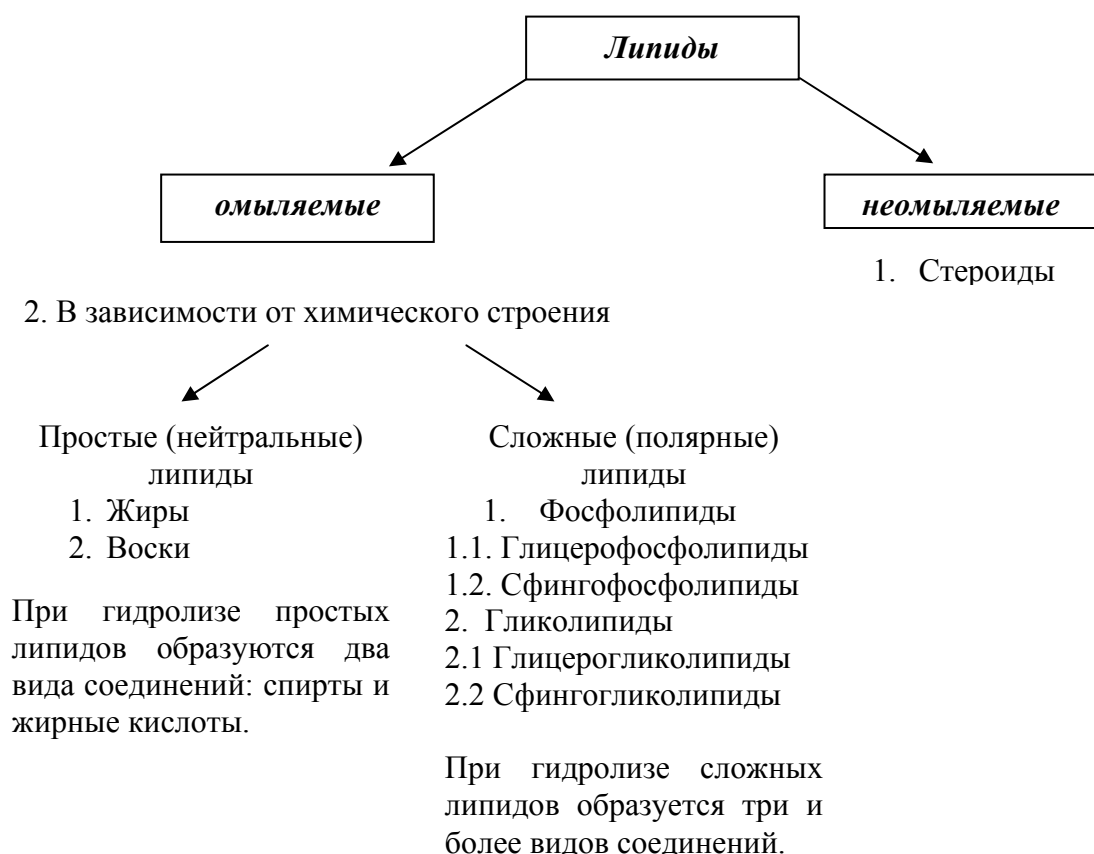 Липиды
омыляемые
неомыляемые
1. Стероиды
2. В зависимости от химического строения
Простые (нейтральные)
липиды
1. Жиры
2. Воски
При гидролизе простых
липидов образуются два
вида соединений: спирты и
жирные кислоты.
Сложные (полярные)
липиды
1. Фосфолипиды
1.1. Глицерофосфолипиды
1.2. Сфингофосфолипиды
2. Гликолипиды
2.1 Глицерогликолипиды
2.2 Сфингогликолипиды
При гидролизе сложных
липидов образуется три и
более видов соединений.